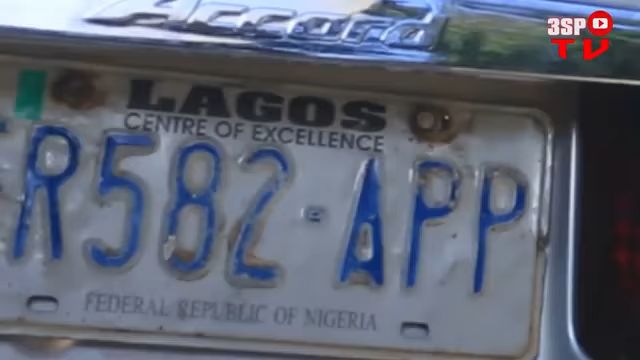 Accord
3SP
TV
LAGOS
CENTRE OF EXCELLENCE
R582-APP
FEDERAL REPUBLIC OF NIGERIA